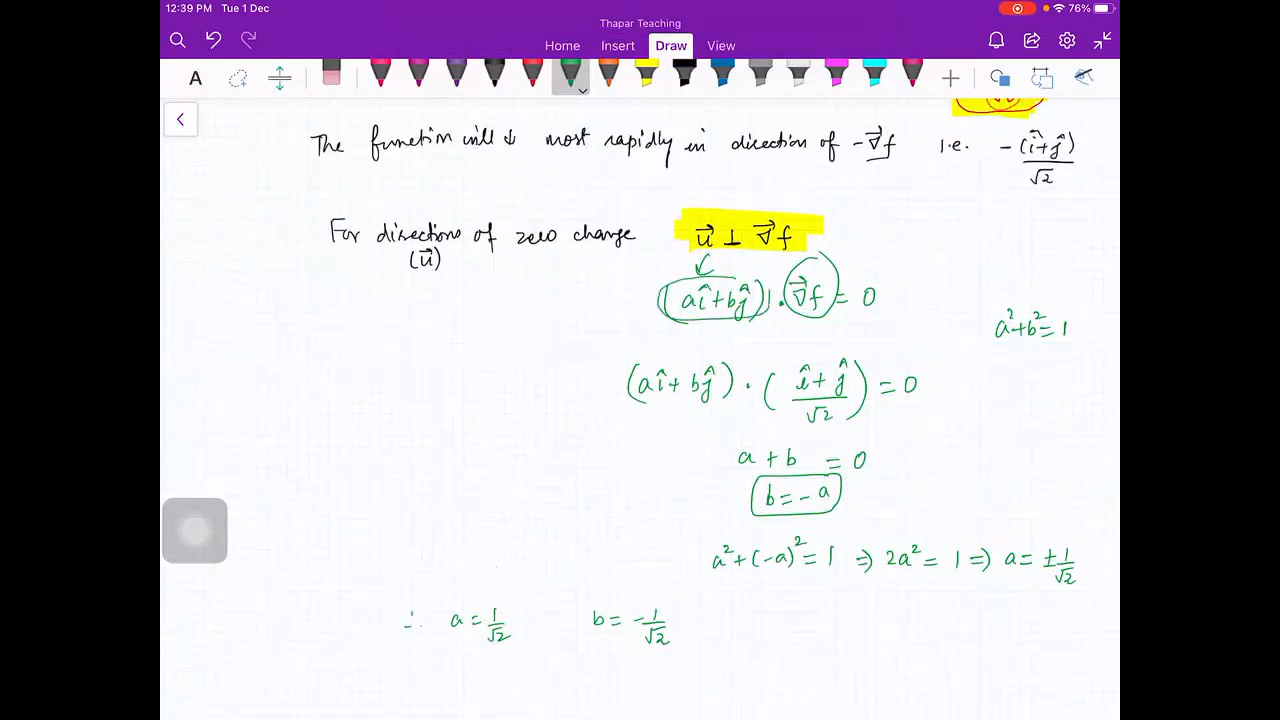 12:39 PM Tue 1 Dec
76%
Thapar Teaching
Home Insert Draw View
A
The function will ↓ most rapidly in direction of -∇⃗f i.e. -(î+ĵ)/√2
For directions of zero change u⃗ ⊥ ∇⃗f
(u⃗)
(aî+bĵ)·∇⃗f = 0
a²+b²=1
(aî+bĵ)·(î+ĵ/√2) = 0
a+b = 0
b=-a
a²+(-a)²=1 ⇒ 2a²=1 ⇒ a=±1/√2
∴ a=1/√2 b=-1/√2